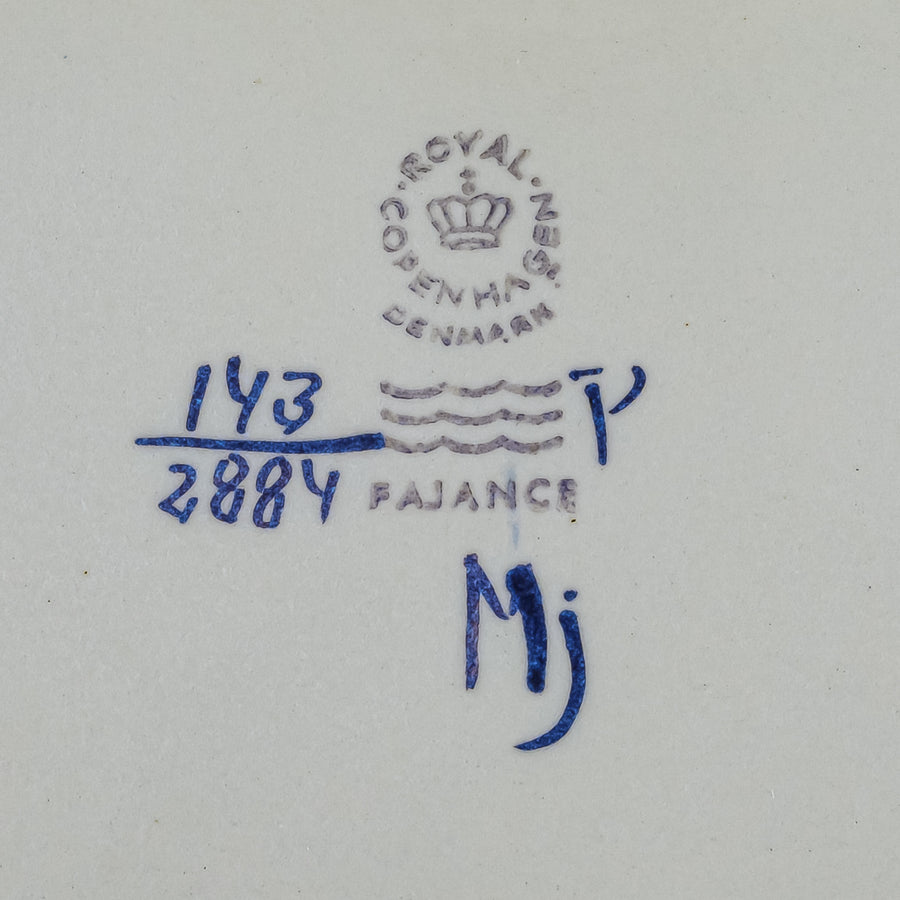 ROYAL
COPENHAGEN
DENMARK
143
2884
FAJANCE
Mj